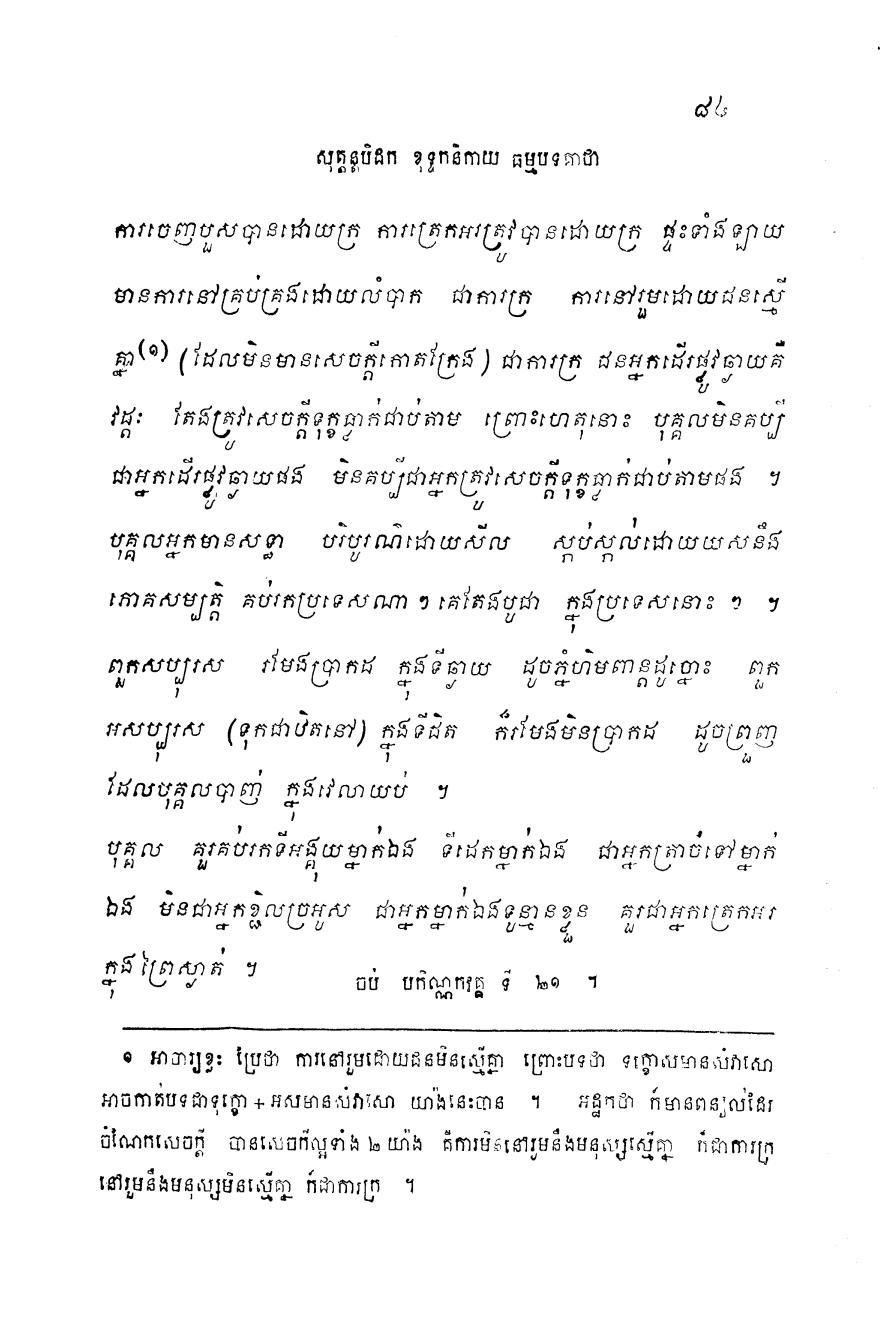 ៨៤
សុត្តន្តបិដក ខុទ្ទកនិកាយ ធម្មបទគាថា
ការចេញបួសបានដោយក្រ ការត្រេកអរត្រូវបានដោយក្រ ផ្ទះទាំងឡាយ
មានការនៅគ្រប់គ្រងដោយលំបាក ជាការក្រ ការនៅរួមដោយជនស្មើ
គ្នា(១) (ដែលមិនមានសេចក្តីកោតក្រែង) ជាការក្រ ជនអ្នកដើរផ្លូវឆ្ងាយគឺ
វដ្តៈ តែងត្រូវសេចក្តីទុក្ខធ្លាក់ជាប់តាម ព្រោះហេតុនោះ បុគ្គលមិនគប្បី
ជាអ្នកដើរផ្លូវឆ្ងាយផង មិនគប្បីជាអ្នកត្រូវសេចក្តីទុក្ខធ្លាក់ជាប់តាមផង ។
បុគ្គលអ្នកមានសទ្ធា បរិបូរណ៌ដោយសីល ស្តប់ស្កល់ដោយយសនឹង
ភោគសម្បត្តិ គប់រកប្រទេសណា ៗ គេតែងបូជា ក្នុងប្រទេសនោះ ៗ ។
ពួកសប្បុរស រមែងប្រាកដ ក្នុងទីឆ្ងាយ ដូចភ្នំហិមពាន្តដូច្នោះ ពួក
អសប្បុរស (ទុកជាឋិតនៅ) ក្នុងទីជិត ក៏រមែងមិនប្រាកដ ដូចព្រួញ
ដែលបុគ្គលបាញ់ ក្នុងវេលាយប់ ។
បុគ្គល គួរគប់រកទីអង្គុយម្នាក់ឯង ទីដេកម្នាក់ឯង ជាអ្នកត្រាច់ទៅម្នាក់
ឯង មិនជាអ្នកខ្ជិលច្រអូស ជាអ្នកម្នាក់ឯងទូន្មានខ្លួន គួរជាអ្នកត្រេកអរ
ក្នុងព្រៃស្ងាត់ ។
ចប់ បកិណ្ណកវគ្គ ទី ២១ ។
១ អាចារ្យខ្លះ ប្រែថា ការនៅរួមដោយជនមិនស្មើគ្នា ព្រោះបទថា ទុក្ខោសមានសំវាសោ
អាចកាត់បទជាទុក្ខោ + អសមានសំវាសោ យ៉ាងនេះបាន ។ អដ្ឋកថា ក៏មានពន្យល់ដែរ
ចំណែកសេចក្តី បានសេចក្តីល្អទាំង ២ យ៉ាង គឺការមិននៅរួមនឹងមនុស្សស្មើគ្នា ក៏ជាការក្រ
នៅរួមនឹងមនុស្សមិនស្មើគ្នា ក៏ជាការក្រ ។